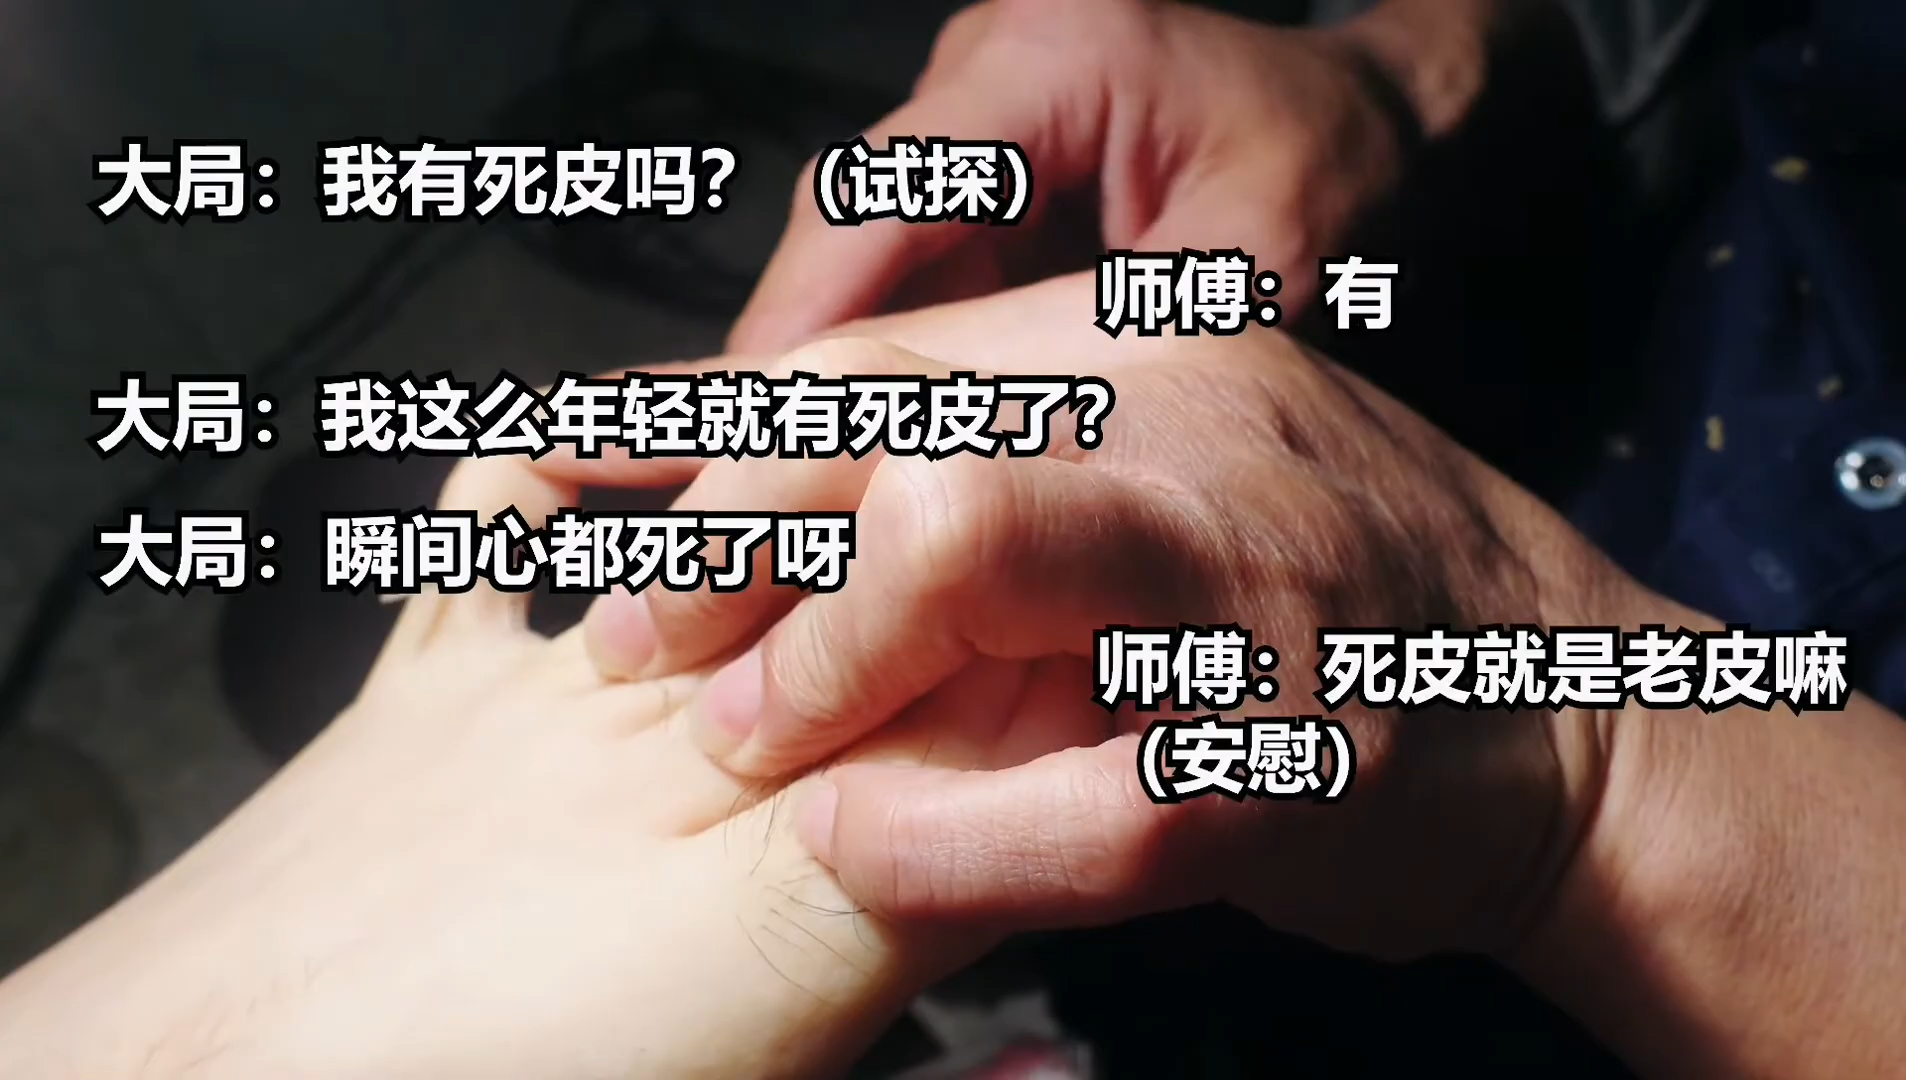 大局：我有死皮吗？（试探）
师傅：有
大局：我这么年轻就有死皮了？
大局：瞬间心都死了呀
师傅：死皮就是老皮嘛
（安慰）